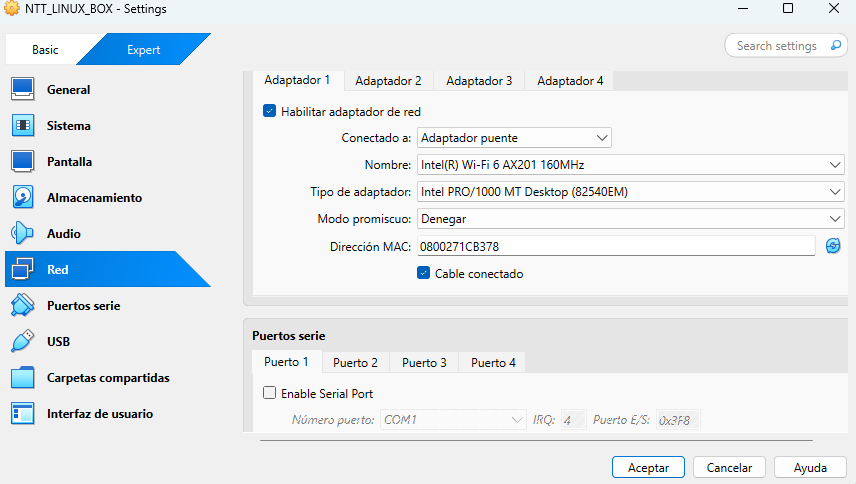 NTT_LINUX_BOX - Settings
Basic
Expert
Search settings
General
Sistema
Pantalla
Almacenamiento
Audio
Red
Puertos serie
USB
Carpetas compartidas
Interfaz de usuario
Adaptador 1 Adaptador 2 Adaptador 3 Adaptador 4
Habilitar adaptador de red
Conectado a: Adaptador puente
Nombre: Intel(R) Wi-Fi 6 AX201 160MHz
Tipo de adaptador: Intel PRO/1000 MT Desktop (82540EM)
Modo promiscuo: Denegar
Dirección MAC: 0800271CB378
Cable conectado
Puertos serie
Puerto 1 Puerto 2 Puerto 3 Puerto 4
Enable Serial Port
Número puerto: COM1 IRQ: 4 Puerto E/S: 0x3F8
Aceptar Cancelar Ayuda